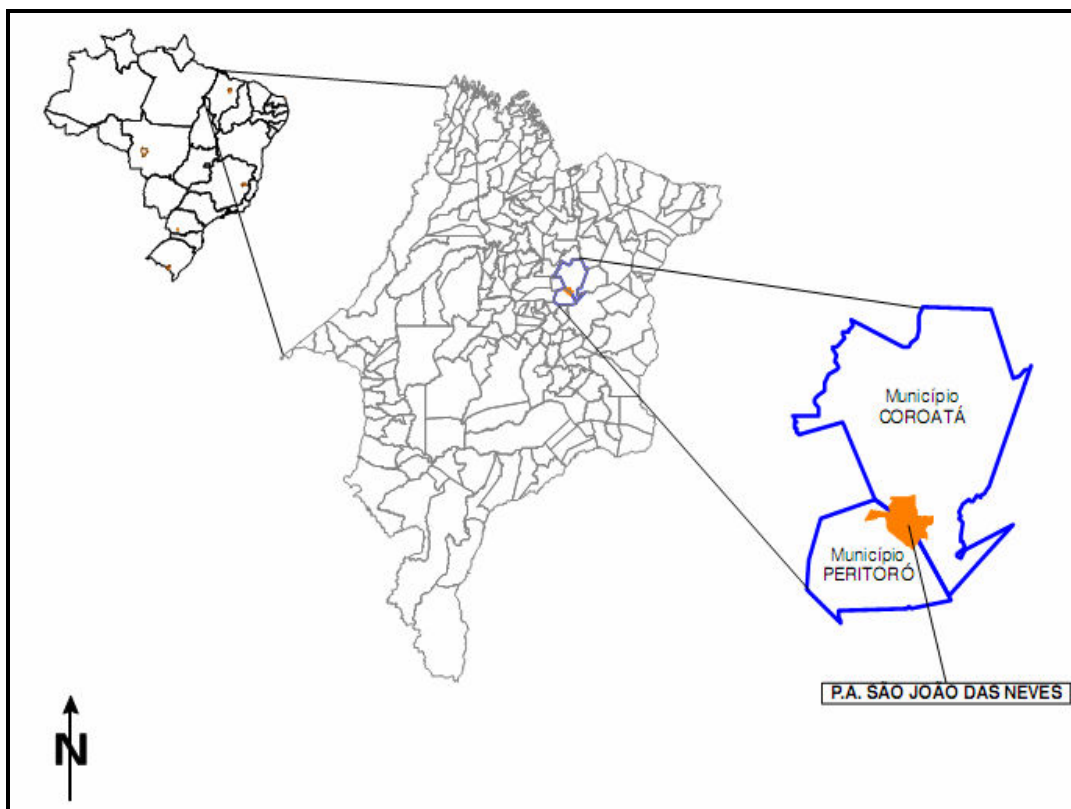 Município
COROATÁ
Município
PERITORÓ
P.A. SÃO JOÃO DAS NEVES
N